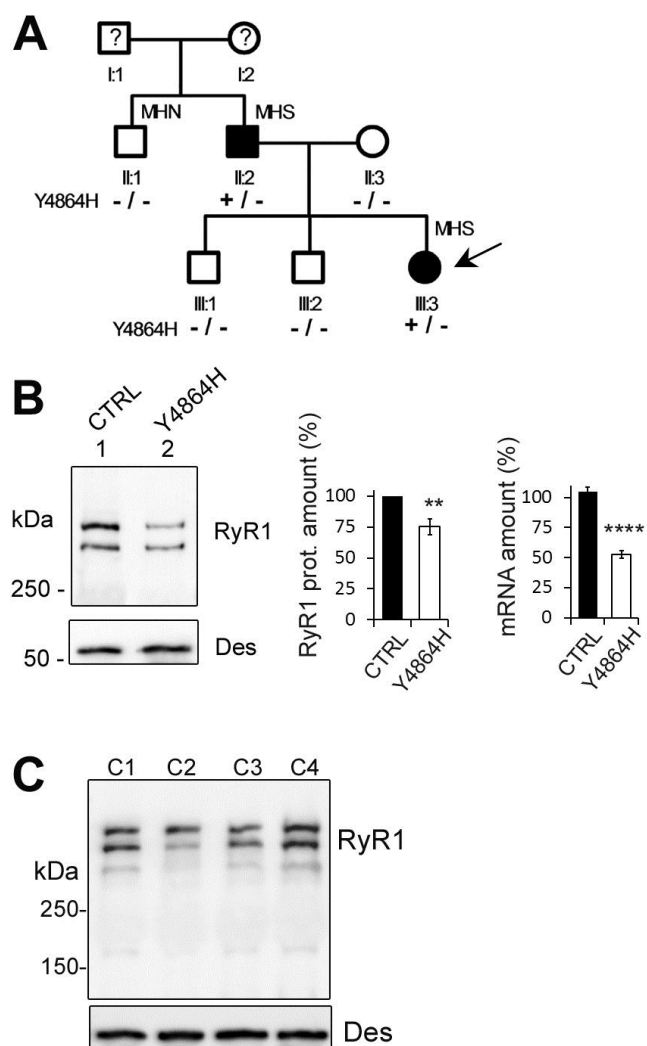 A
? ?
I:1 I:2
MHN MHS
II:1 II:2 II:3
Y4864H - / - + / - - / -
MHS
III:1 III:2 III:3
Y4864H - / - - / - + / -
B
CTRL Y4864H
1 2
kDa
RyR1
250 -
50 -
Des
RyR1 prot. amount (%)
100
75
50
25
0
**
CTRL Y4864H
mRNA amount (%)
100
75
50
25
0
****
CTRL Y4864H
C
C1 C2 C3 C4
RyR1
kDa
250-
150-
Des